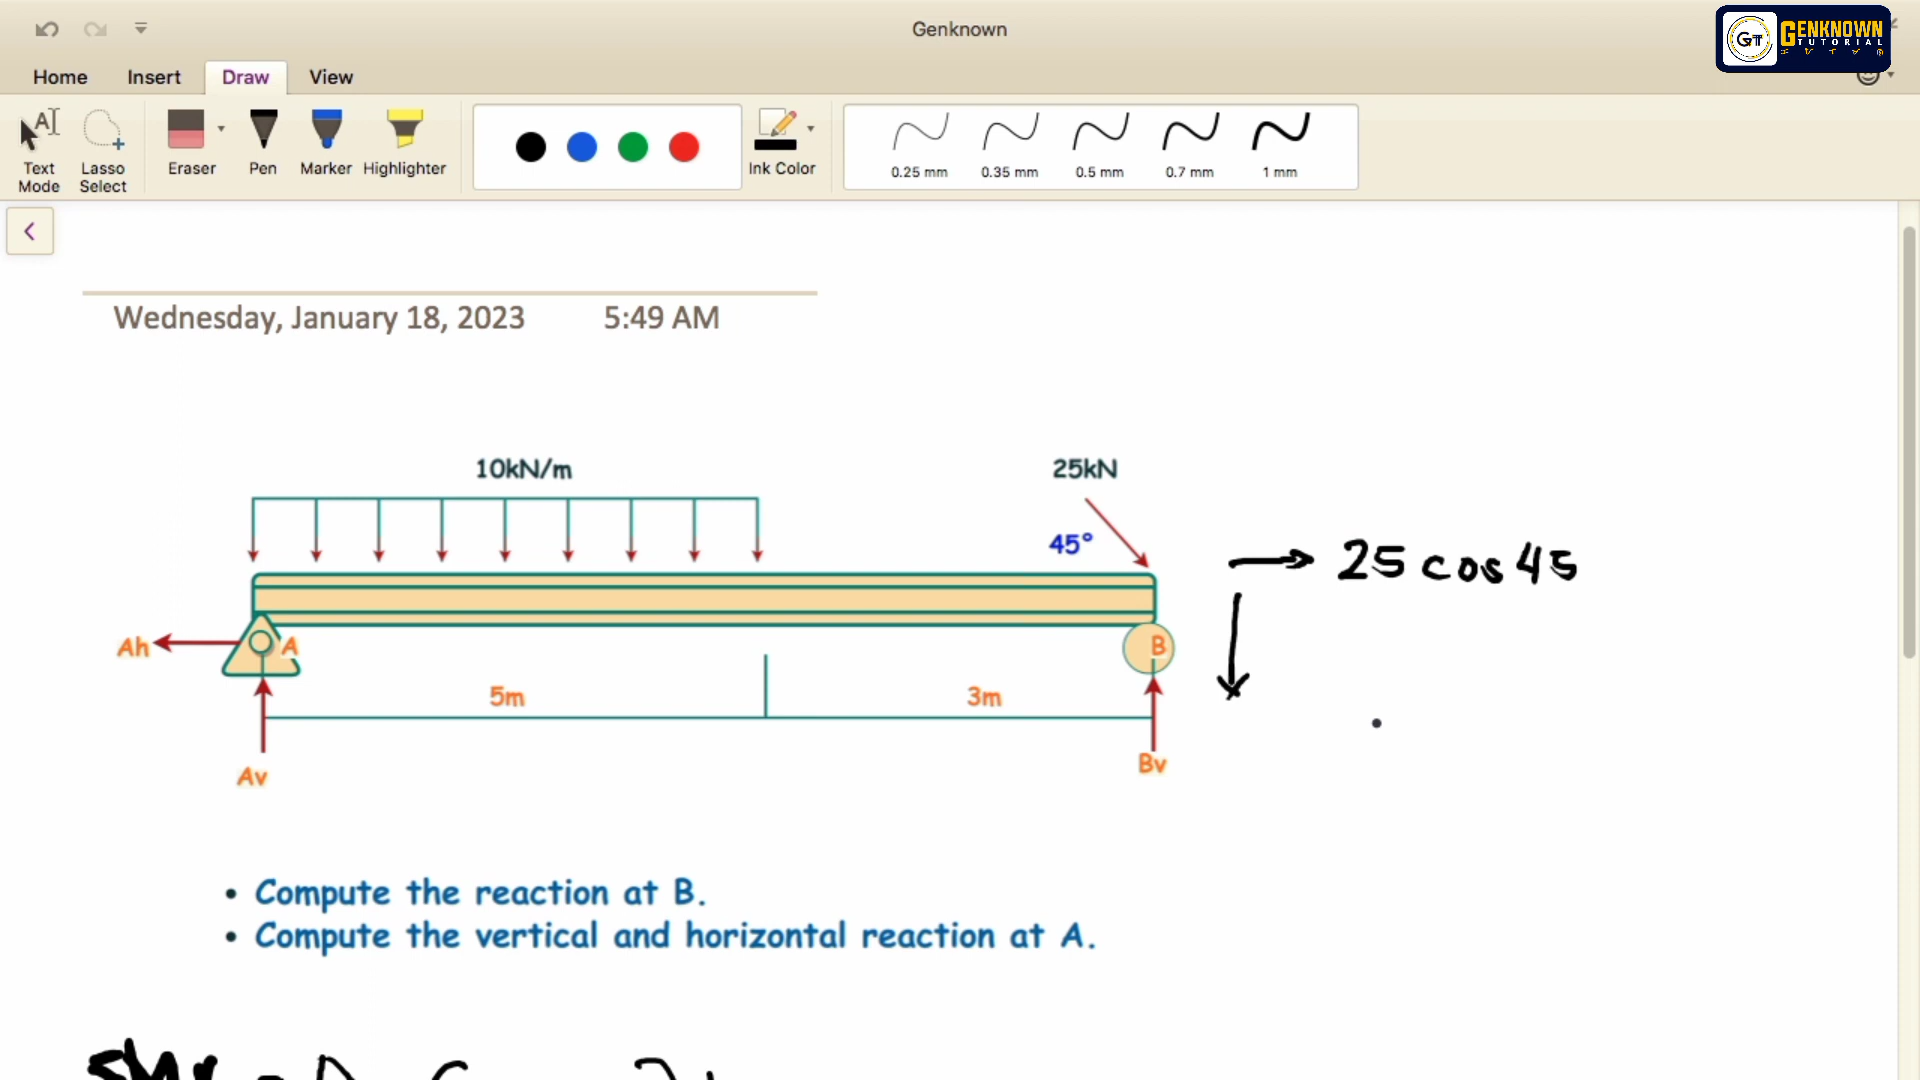 Genknown
GT GENKNOWN
TUTORIAL
Home Insert Draw View
Text Mode
Lasso Select
Eraser
Pen
Marker
Highlighter
Ink Color
0.25 mm
0.35 mm
0.5 mm
0.7 mm
1 mm
Wednesday, January 18, 2023 5:49 AM
10kN/m
25kN
45°
25 cos 45
Ah
A
B
5m
3m
Av
Bv
• Compute the reaction at B.
• Compute the vertical and horizontal reaction at A.